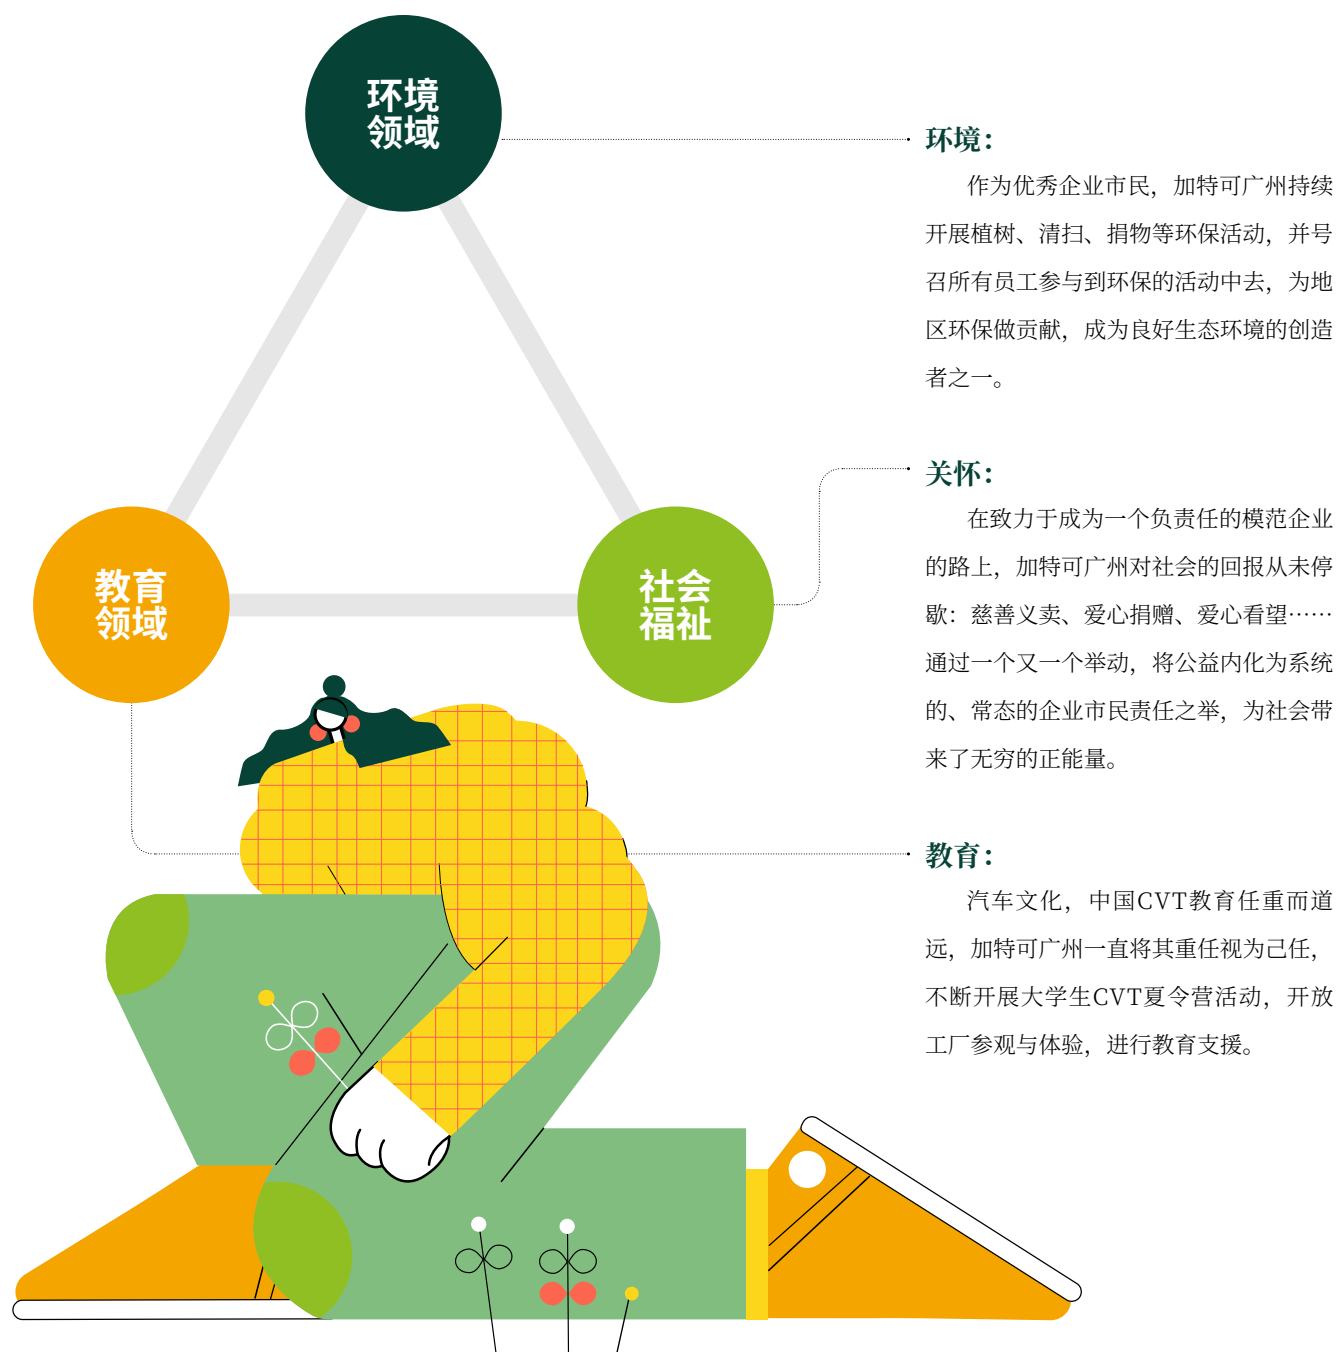 环境
领域
教育
领域
社会
福祉
环境：
作为优秀企业市民，加特可广州持续
开展植树、清扫、捐物等环保活动，并号
召所有员工参与到环保的活动中去，为地
区环保做贡献，成为良好生态环境的创造
者之一。
关怀：
在致力于成为一个负责任的模范企业
的路上，加特可广州对社会的回报从未停
歇：慈善义卖、爱心捐赠、爱心看望……
通过一个又一个举动，将公益内化为系统
的、常态的企业市民责任之举，为社会带
来了无穷的正能量。
教育：
汽车文化，中国CVT教育任重而道
远，加特可广州一直将其重任视为己任，
不断开展大学生CVT夏令营活动，开放
工厂参观与体验，进行教育支援。